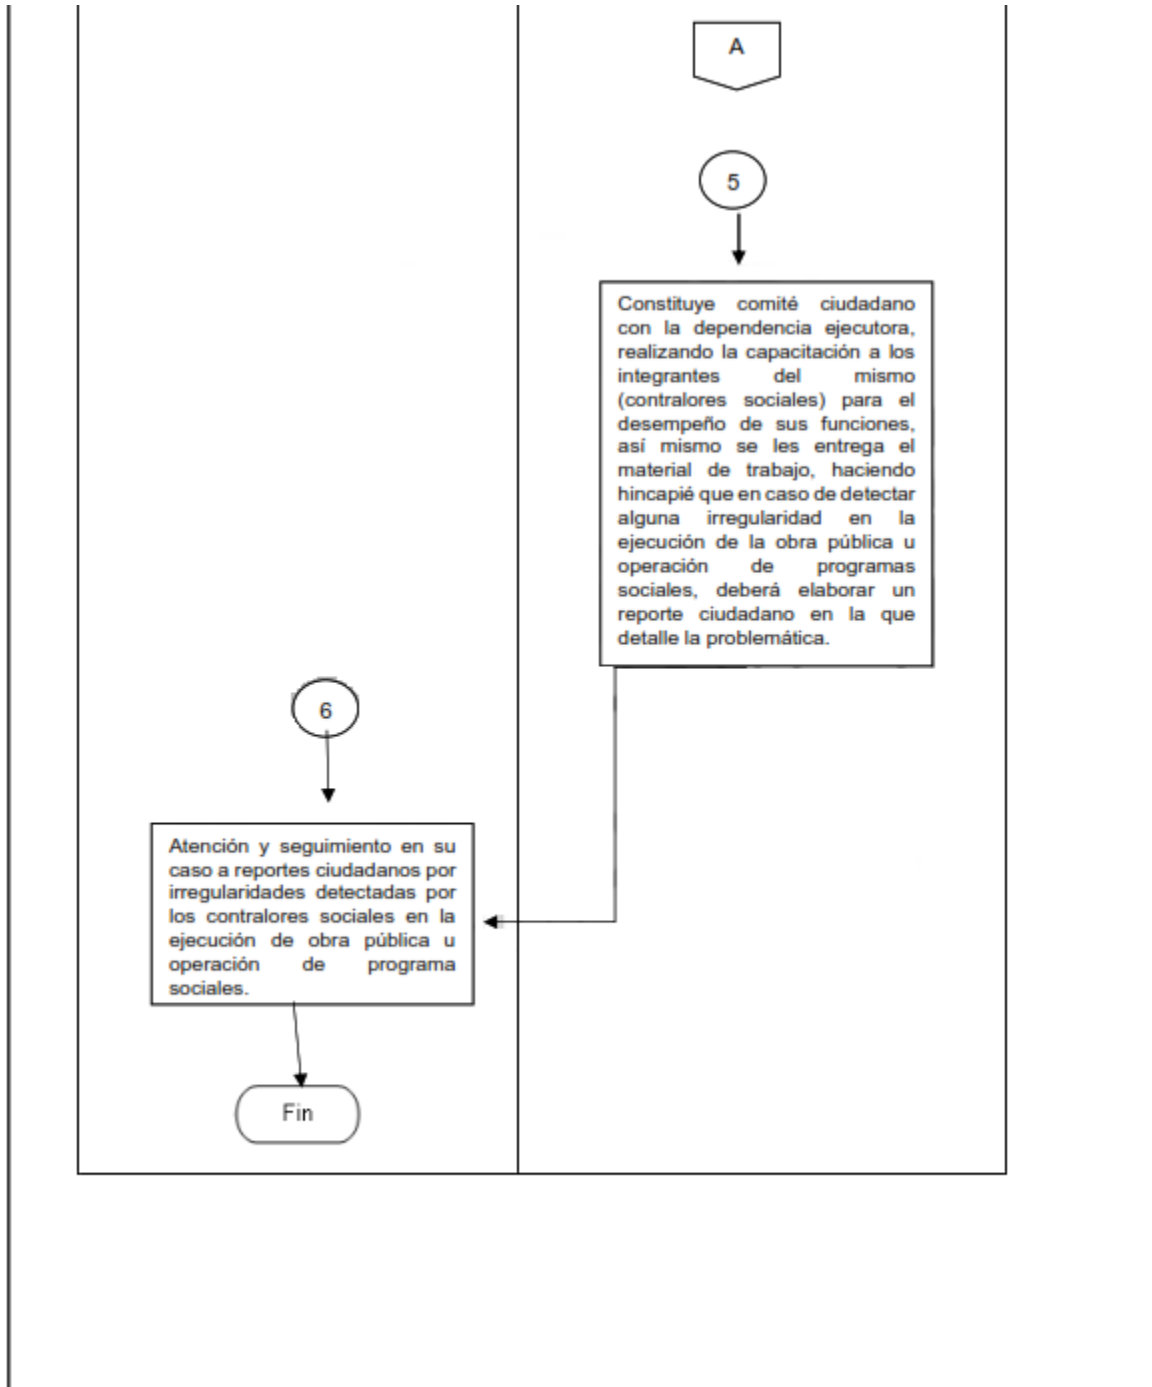 A
5
Constituye comité ciudadano
con la dependencia ejecutora,
realizando la capacitación a los
integrantes del mismo
(contralores sociales) para el
desempeño de sus funciones,
así mismo se les entrega el
material de trabajo, haciendo
hincapié que en caso de detectar
alguna irregularidad en la
ejecución de la obra pública u
operación de programas
sociales, deberá elaborar un
reporte ciudadano en la que
detalle la problemática.
6
Atención y seguimiento en su
caso a reportes ciudadanos por
irregularidades detectadas por
los contralores sociales en la
ejecución de obra pública u
operación de programa
sociales.
Fin